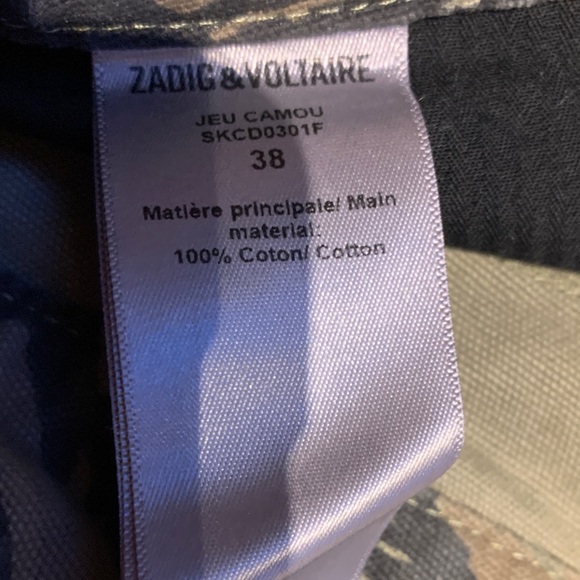 ZADIG&VOLTAIRE
JEU CAMOU
SKCD0301F
38
Matière principale/ Main
material:
100% Coton/ Cotton